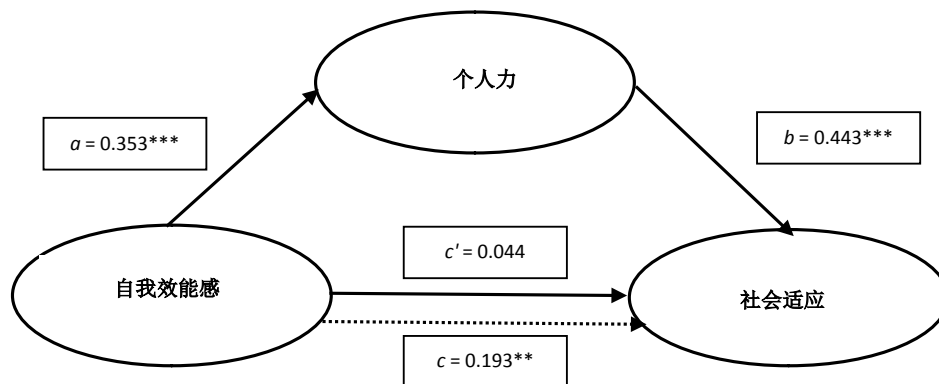 个人力
a = 0.353***
b = 0.443***
c' = 0.044
自我效能感
社会适应
c = 0.193**